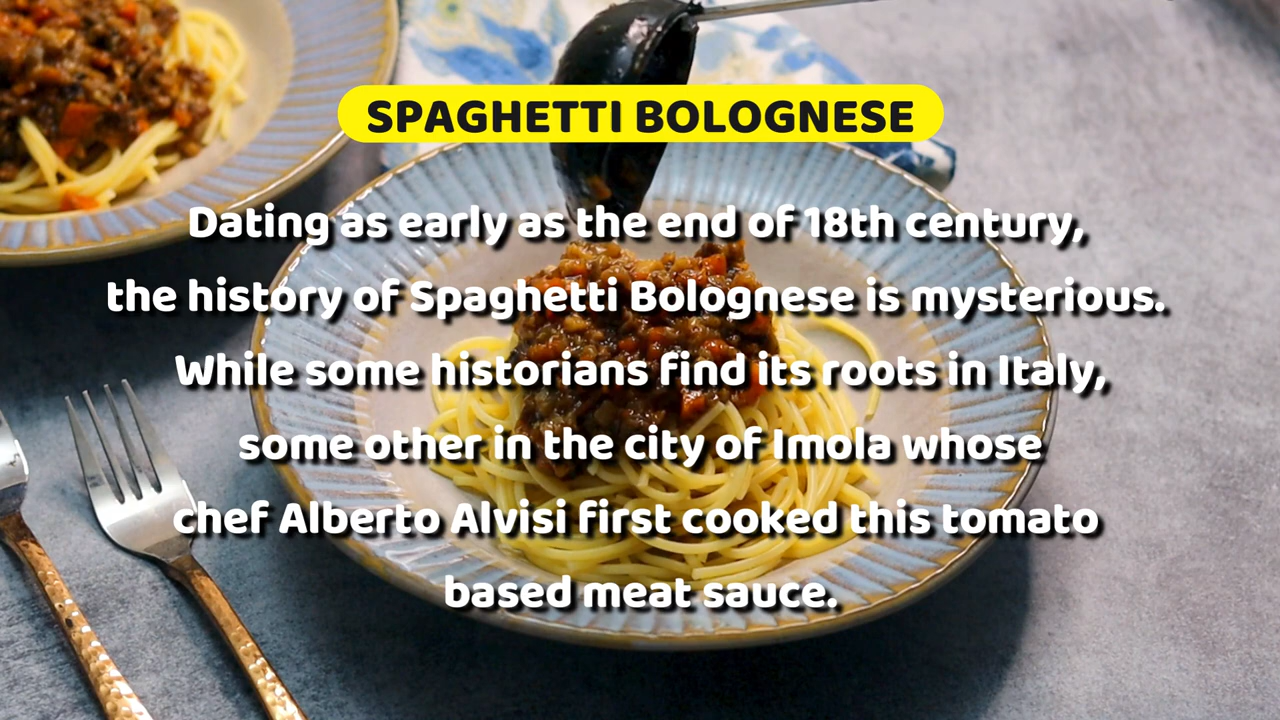 SPAGHETTI BOLOGNESE
Dating as early as the end of 18th century,
the history of Spaghetti Bolognese is mysterious.
While some historians find its roots in Italy,
some other in the city of Imola whose
chef Alberto Alvisi first cooked this tomato
based meat sauce.